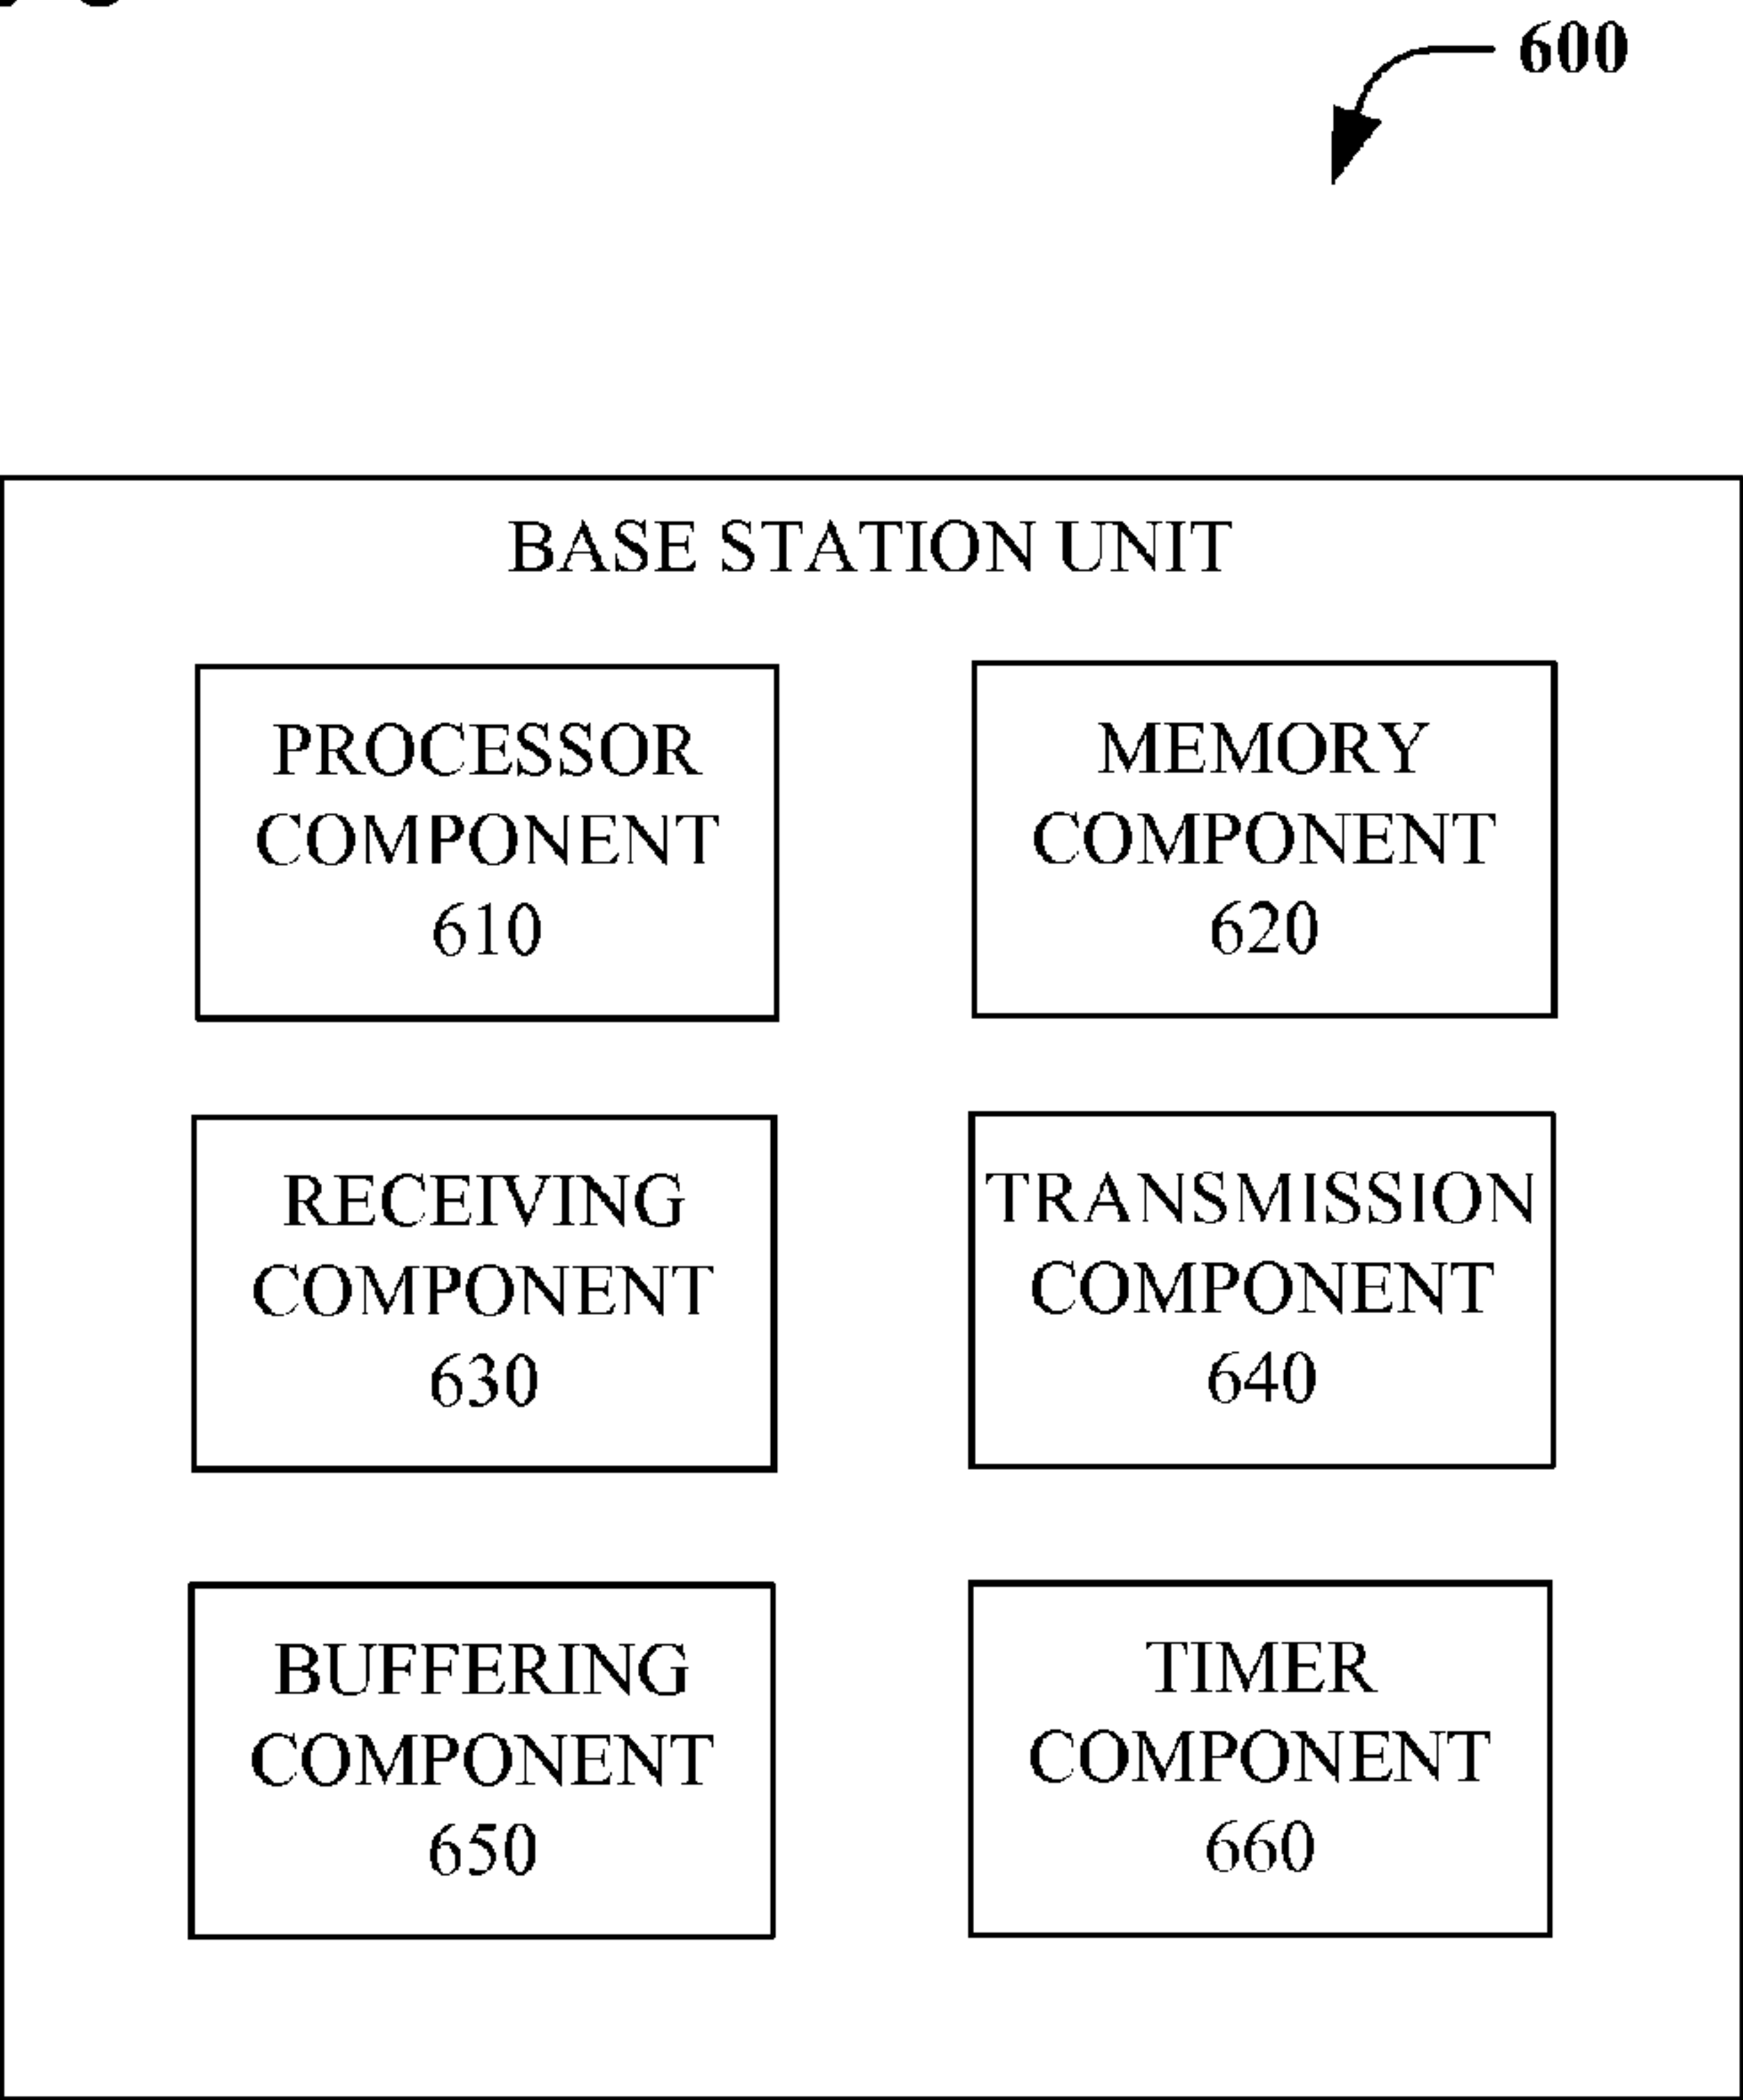 600
BASE STATION UNIT
PROCESSOR
COMPONENT
610
MEMORY
COMPONENT
620
RECEIVING
COMPONENT
630
TRANSMISSION
COMPONENT
640
BUFFERING
COMPONENT
650
TIMER
COMPONENT
660